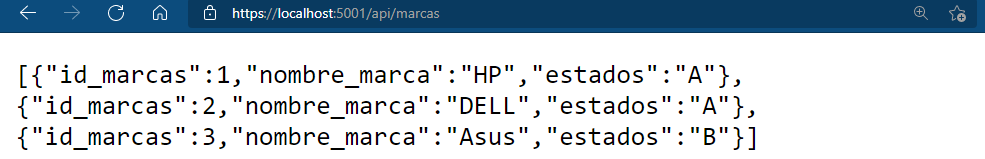 https://localhost:5001/api/marcas
[{"id_marcas":1,"nombre_marca":"HP","estados":"A"},
{"id_marcas":2,"nombre_marca":"DELL","estados":"A"},
{"id_marcas":3,"nombre_marca":"Asus","estados":"B"}]